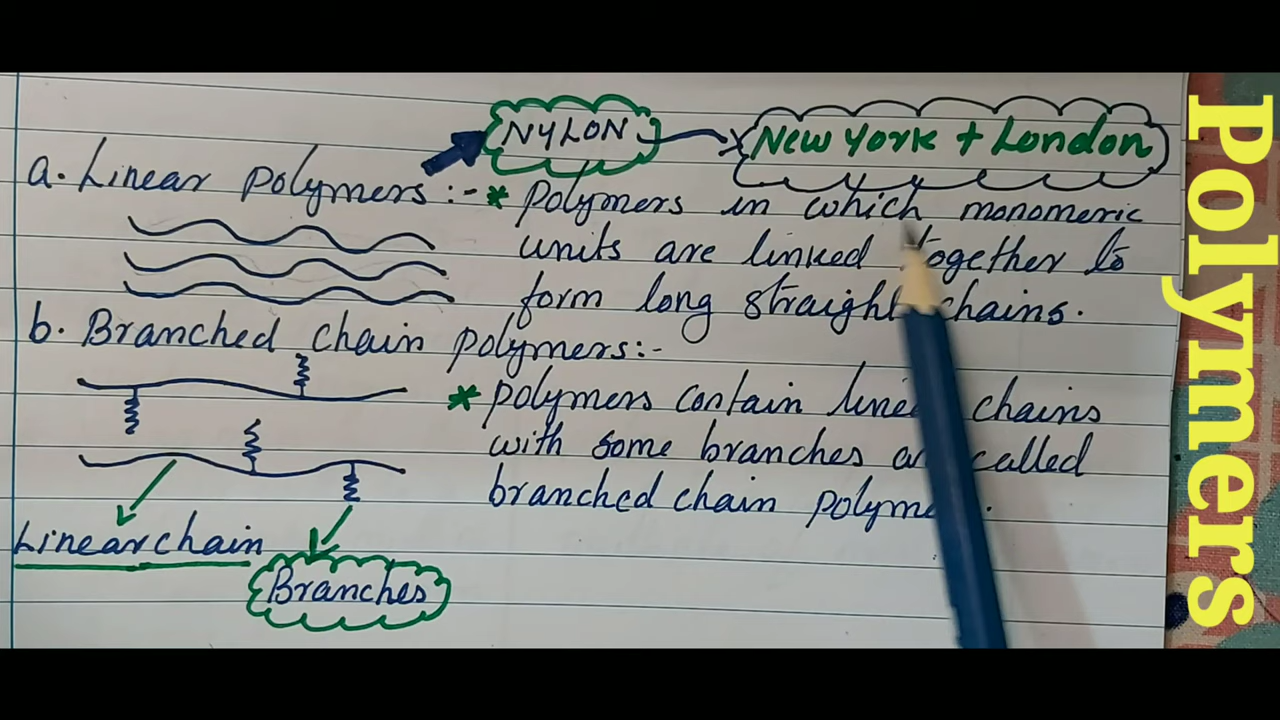 NYLON New York + London
a. Linear polymers :- * polymers in which monomeric
units are linked together to
form long straight chains.
b. Branched chain polymers:-
* polymers contain linear chains
with some branches are called
branched chain polymers.
Linear chain
Branches
Polymers